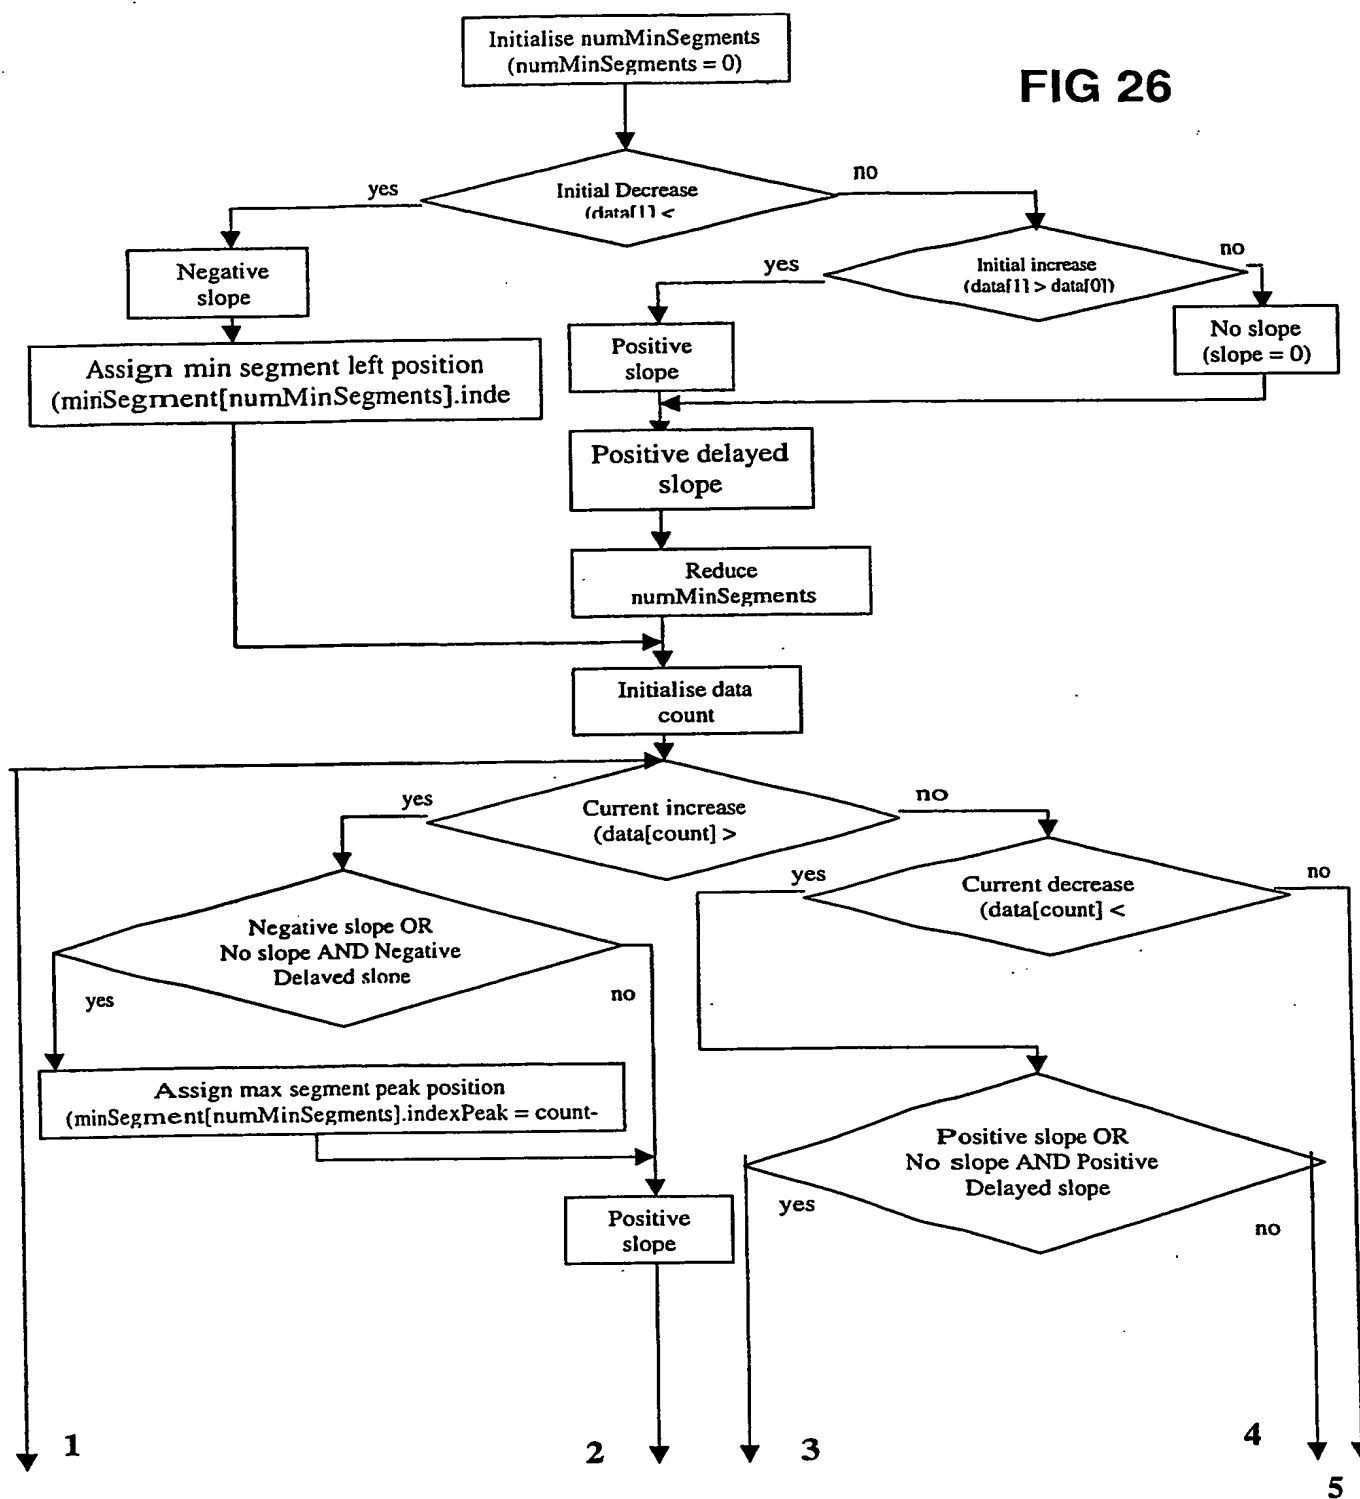 Initialise numMinSegments
(numMinSegments = 0)
FIG 26
yes
Initial Decrease
(data[1] <
no
Negative
slope
yes
Initial increase
(data[1] > data[0])
no
Assign min segment left position
(minSegment[numMinSegments].inde
Positive
slope
No slope
(slope = 0)
Positive delayed
slope
Reduce
numMinSegments
Initialise data
count
yes
Current increase
(data[count] >
no
yes
Current decrease
(data[count] <
no
Negative slope OR
No slope AND Negative
Delayed slope
yes
no
Assign max segment peak position
(minSegment[numMinSegments].indexPeak = count-
Positive slope OR
No slope AND Positive
Delayed slope
yes
no
Positive
slope
1
2
3
4
5